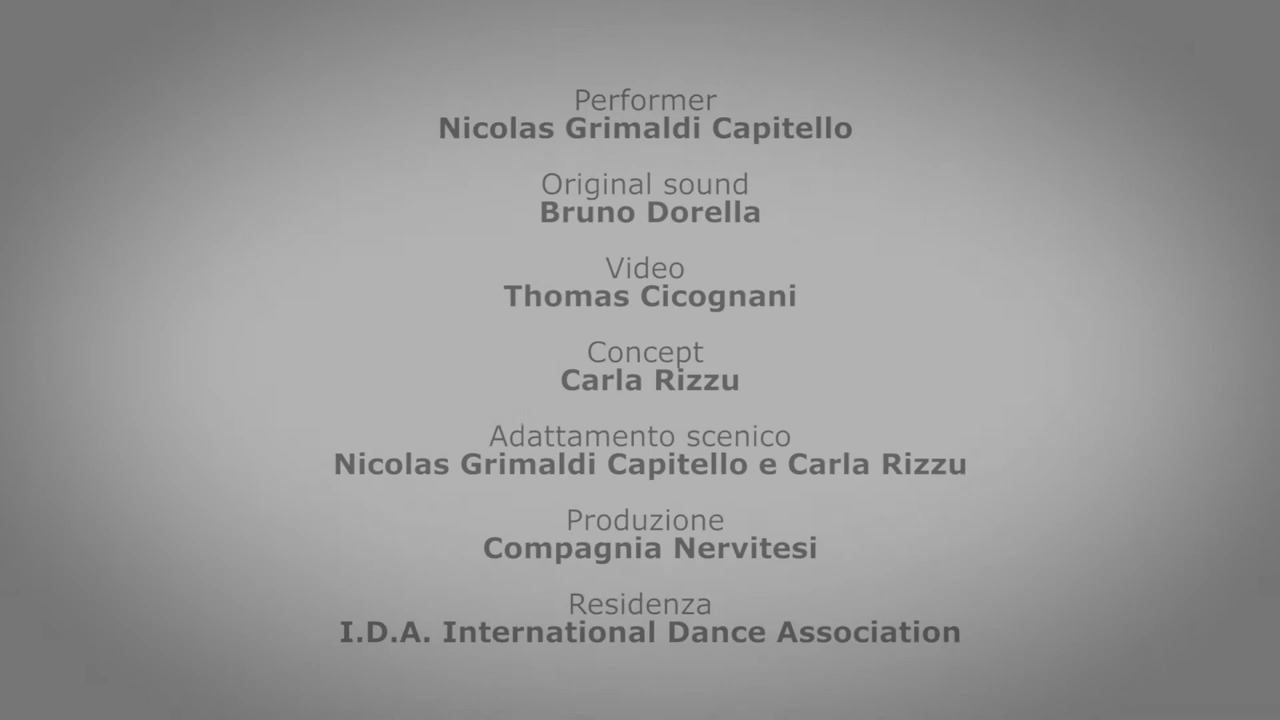 Performer
Nicolas Grimaldi Capitello
Original sound
Bruno Dorella
Video
Thomas Cicognani
Concept
Carla Rizzu
Adattamento scenico
Nicolas Grimaldi Capitello e Carla Rizzu
Produzione
Compagnia Nervitesi
Residenza
I.D.A. International Dance Association